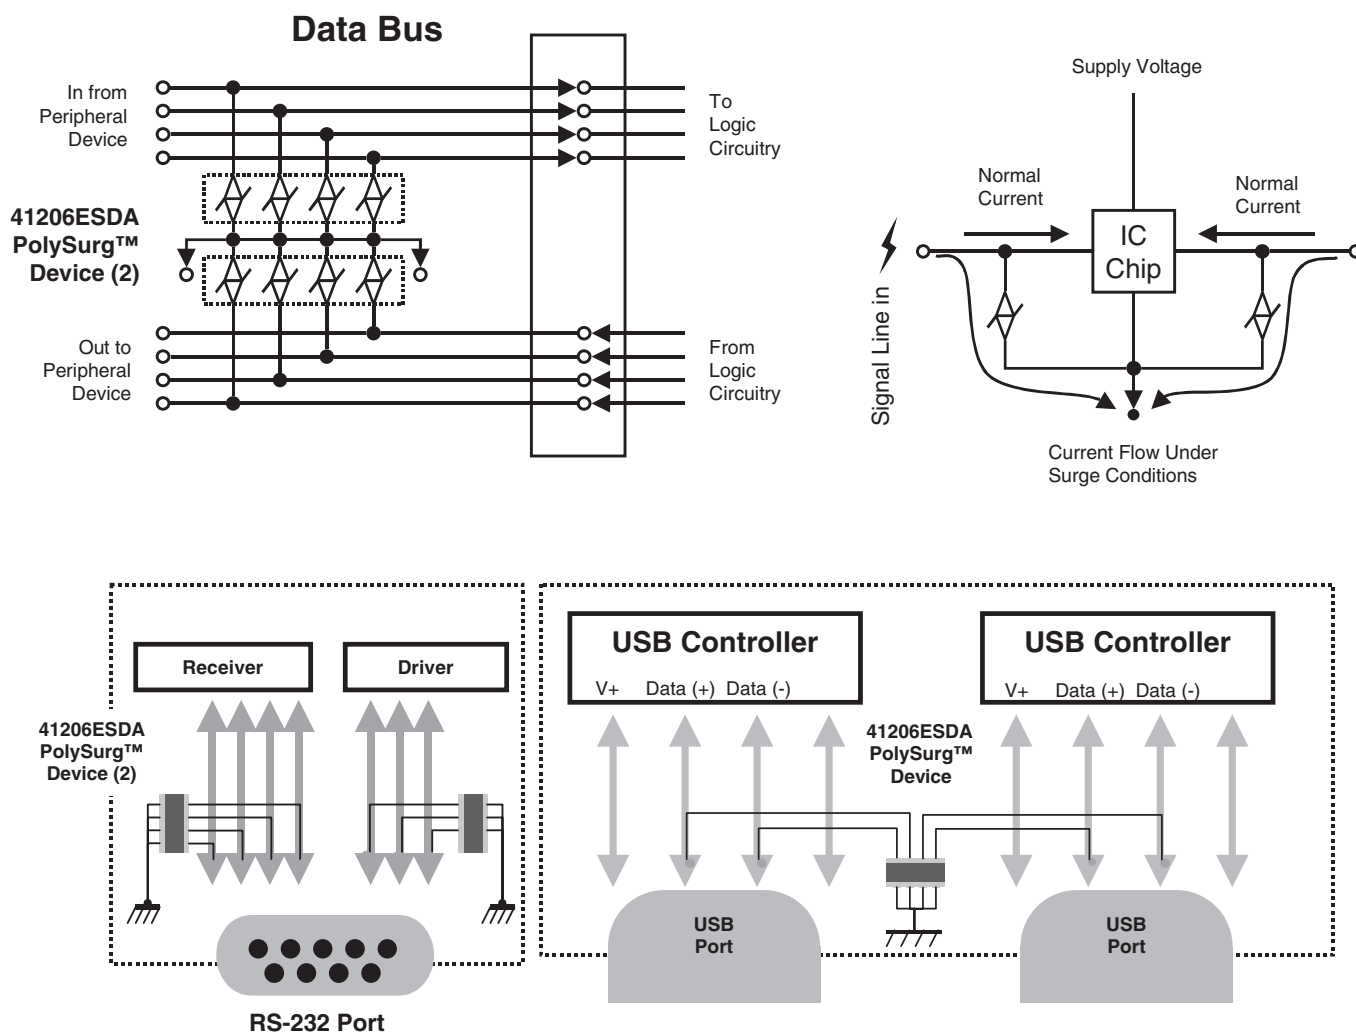 Data Bus
In from
Peripheral
Device
To
Logic
Circuitry
41206ESDA
PolySurg™
Device (2)
Out to
Peripheral
Device
From
Logic
Circuitry
Supply Voltage
Normal
Current
Normal
Current
IC
Chip
Signal Line in
Current Flow Under
Surge Conditions
Receiver
Driver
41206ESDA
PolySurg™
Device (2)
RS-232 Port
USB Controller
V+ Data (+) Data (-)
USB Controller
V+ Data (+) Data (-)
41206ESDA
PolySurg™
Device
USB
Port
USB
Port